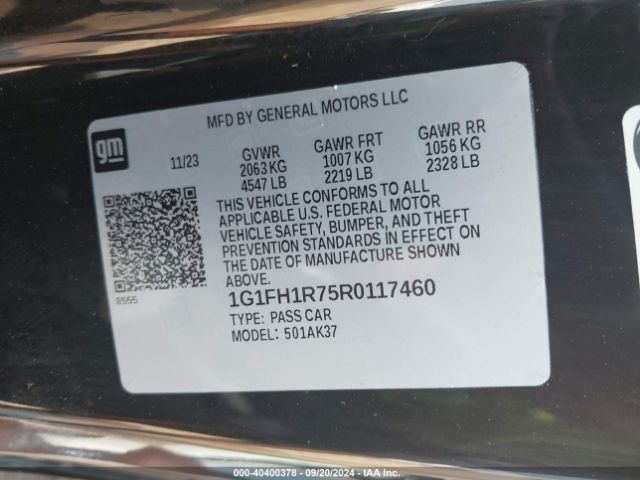 MFD BY GENERAL MOTORS LLC
gm
11/23
GVWR
2063 KG
4547 LB
GAWR FRT
1007 KG
2219 LB
GAWR RR
1056 KG
2328 LB
THIS VEHICLE CONFORMS TO ALL
APPLICABLE U.S. FEDERAL MOTOR
VEHICLE SAFETY, BUMPER, AND THEFT
PREVENTION STANDARDS IN EFFECT ON
THE DATE OF MANUFACTURE SHOWN
ABOVE.
8555
1G1FH1R75R0117460
TYPE: PASS CAR
MODEL: 501AK37
000-40400378 - 09/20/2024 - IAA Inc.